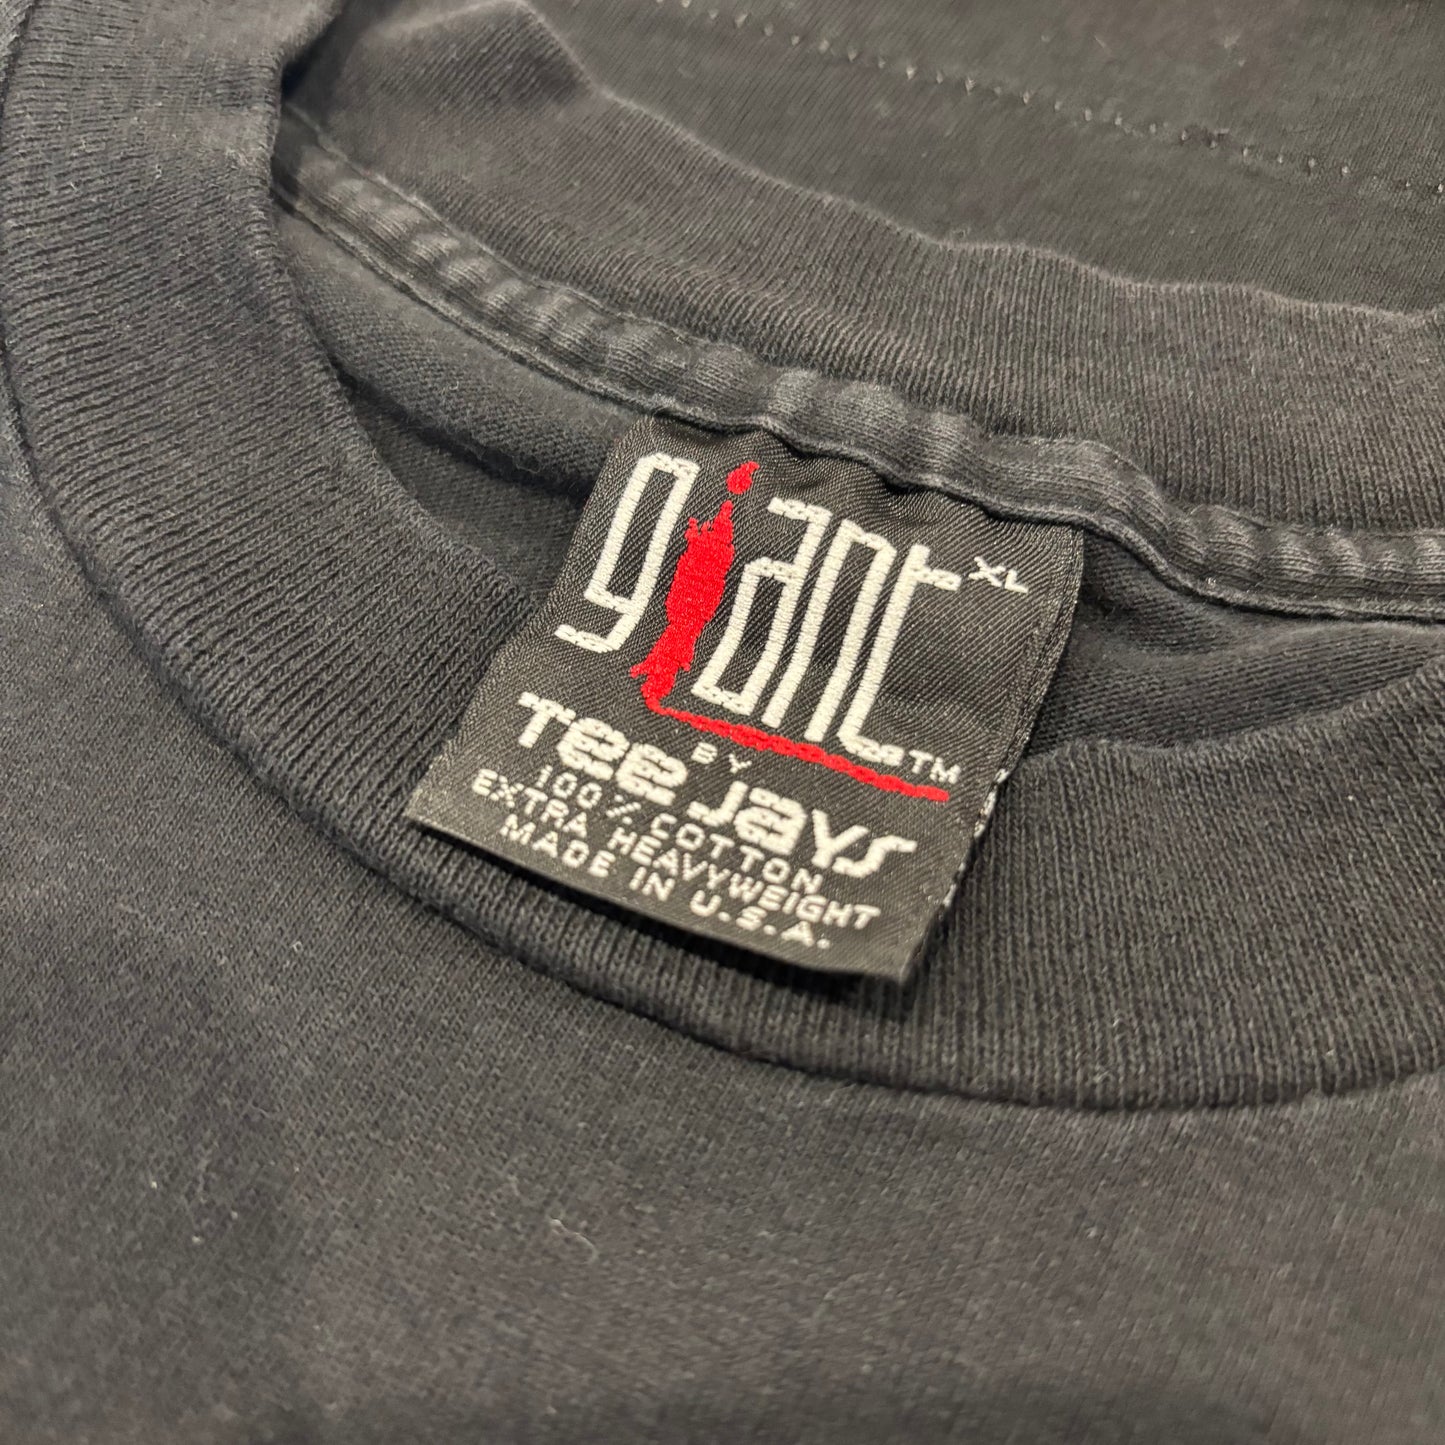 giant XL
™
BY
Tee Jays
100% COTTON
EXTRA HEAVYWEIGHT
MADE IN U.S.A.